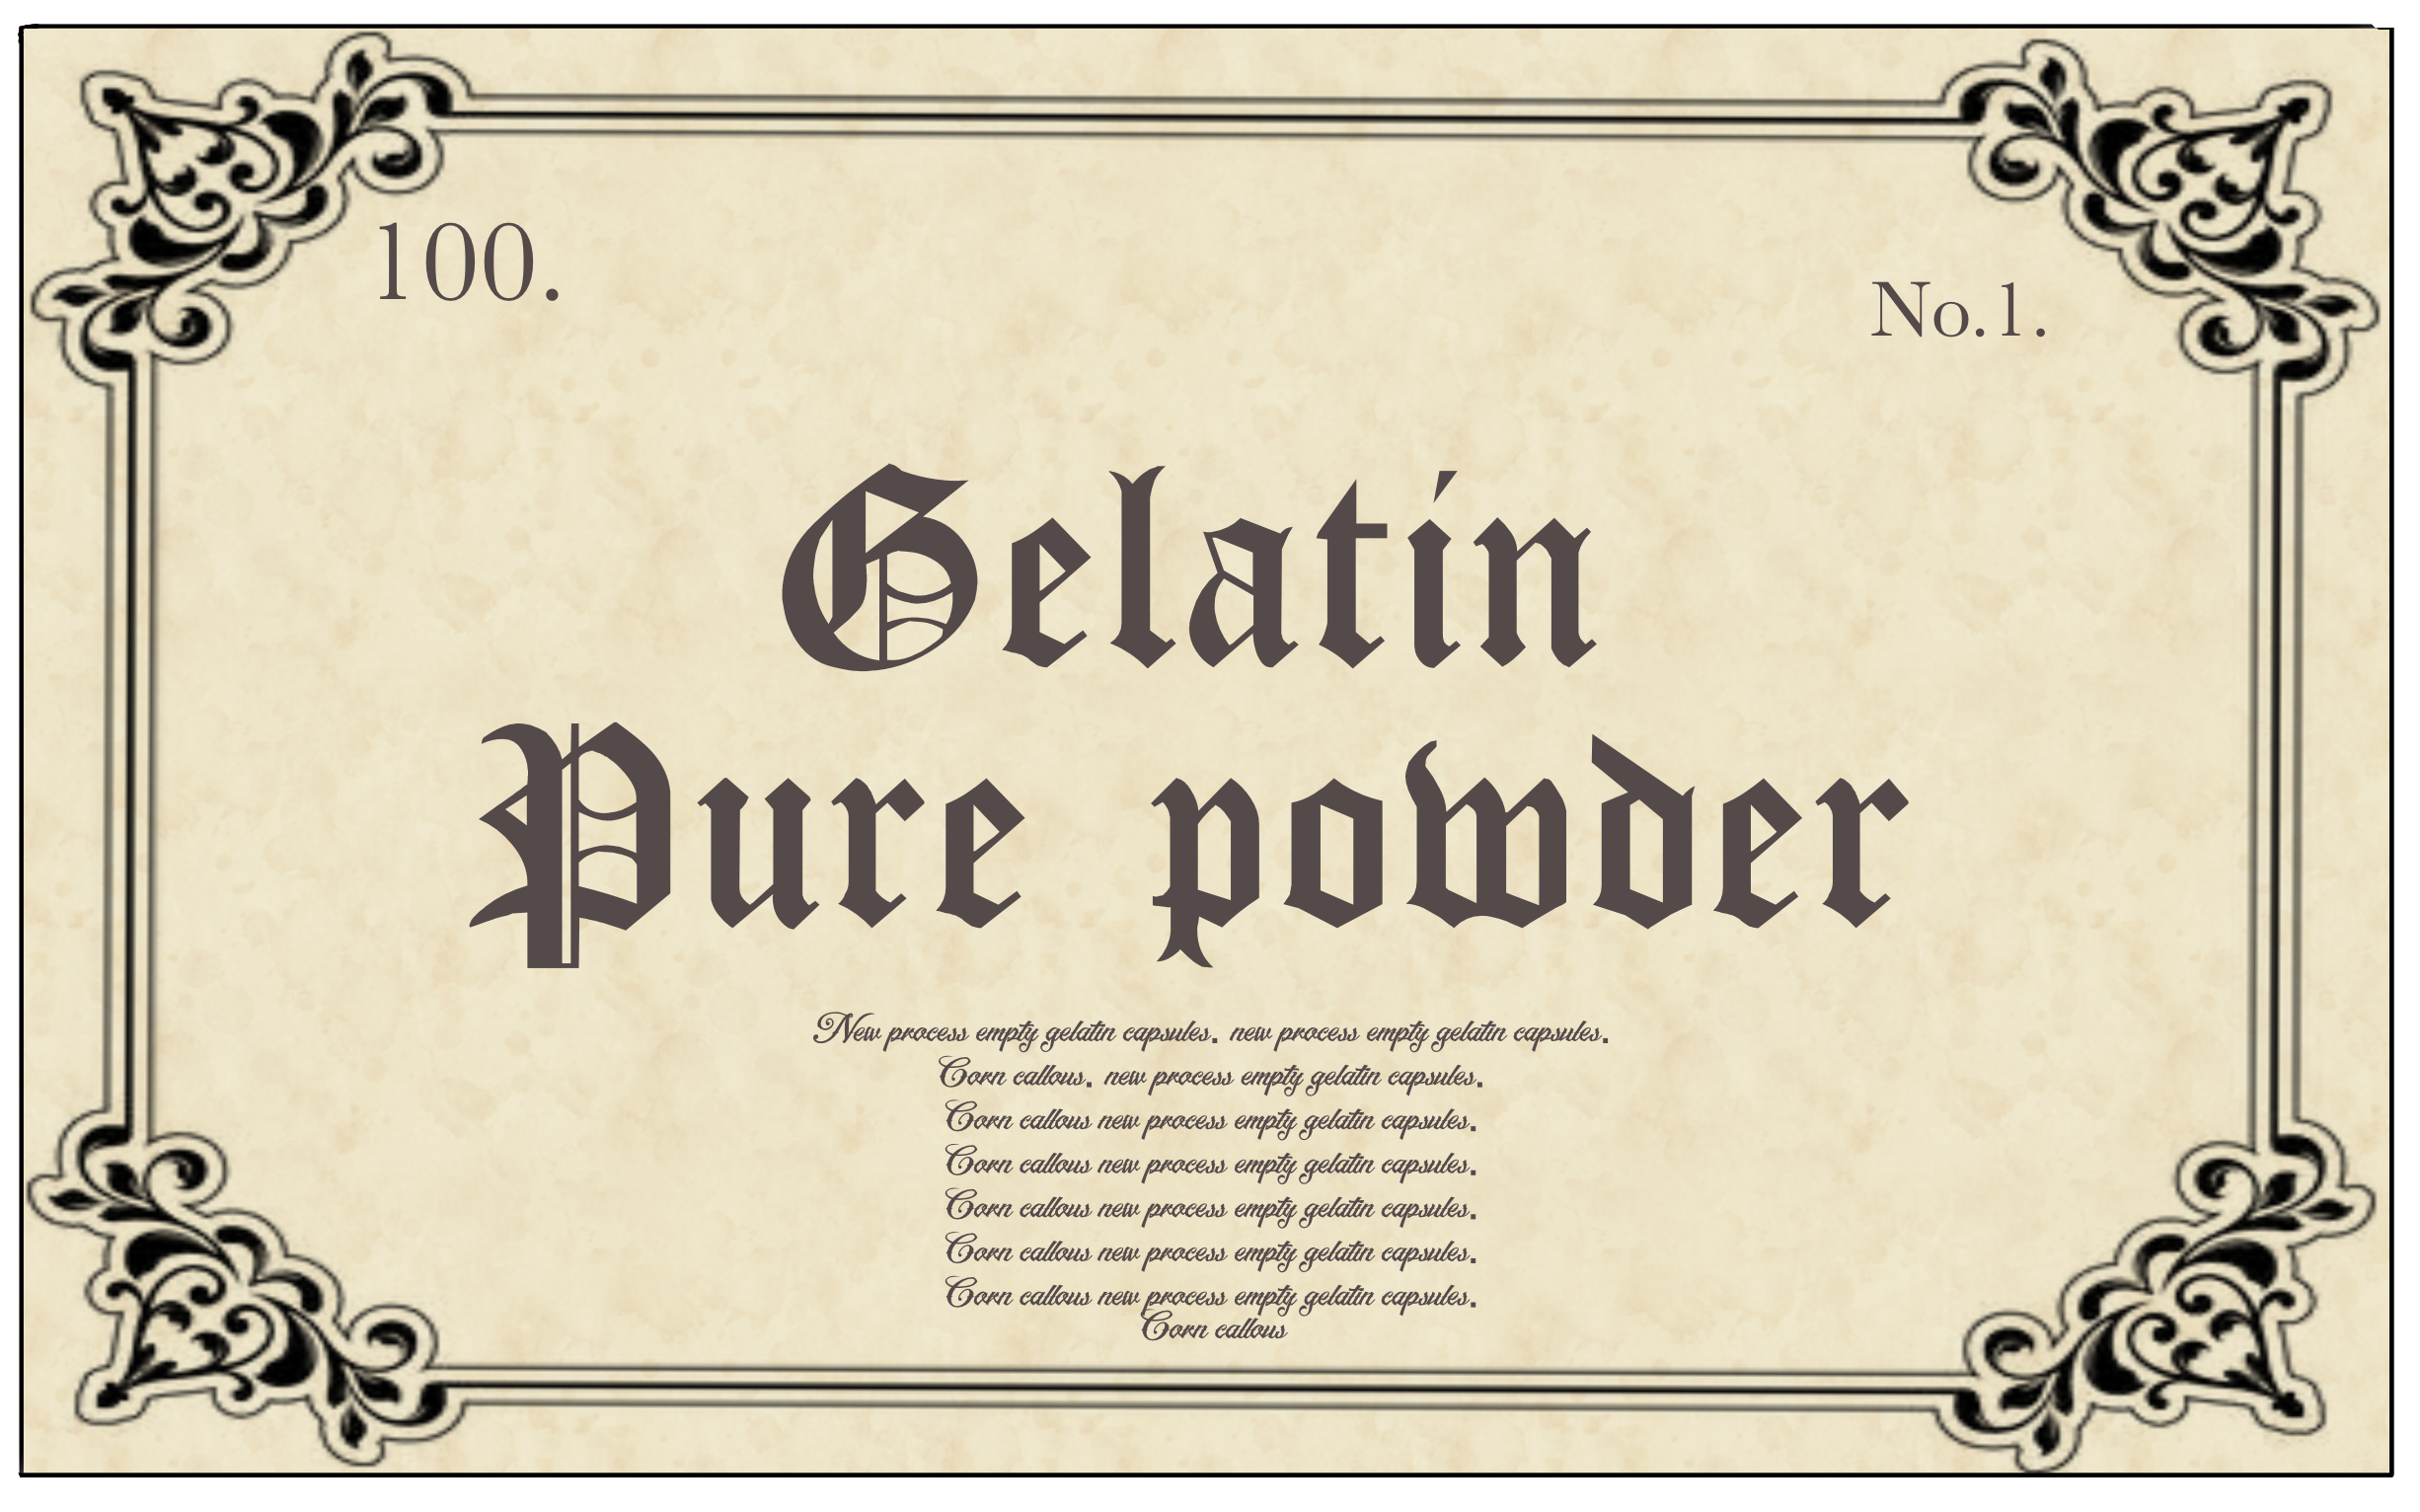 100.
No.1.
Gelatin
Pure powder
New process empty gelatin capsules. new process empty gelatin capsules.
Corn callous. new process empty gelatin capsules.
Corn callous new process empty gelatin capsules.
Corn callous new process empty gelatin capsules.
Corn callous new process empty gelatin capsules.
Corn callous new process empty gelatin capsules.
Corn callous new process empty gelatin capsules.
Corn callous